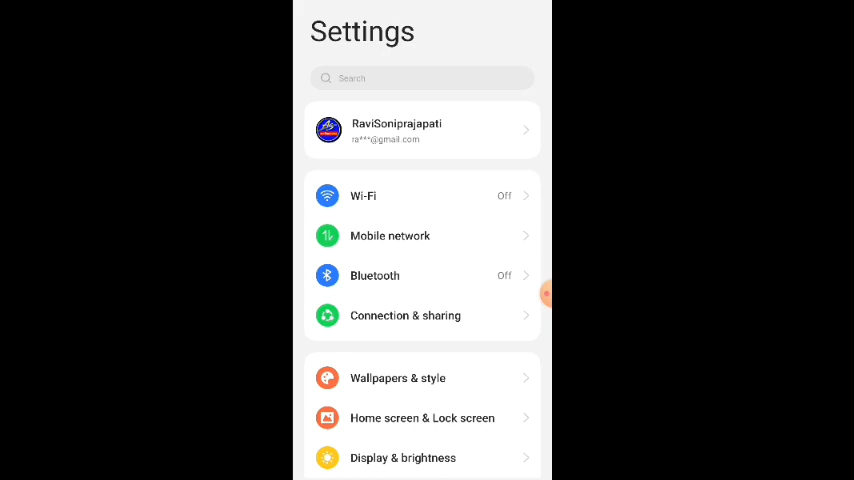 Settings
Search
RaviSoniprajapati
ra***@gmail.com
Wi-Fi Off
Mobile network
Bluetooth Off
Connection & sharing
Wallpapers & style
Home screen & Lock screen
Display & brightness